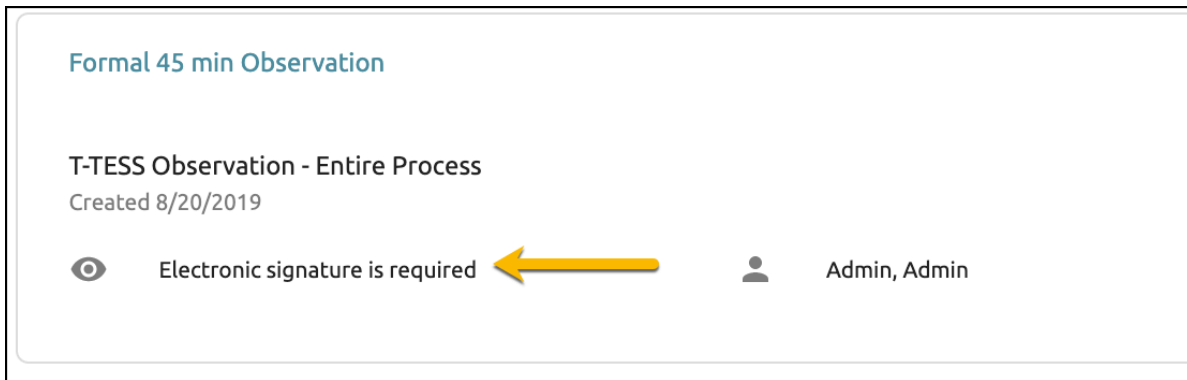 Formal 45 min Observation
T-TESS Observation - Entire Process
Created 8/20/2019
Electronic signature is required
Admin, Admin